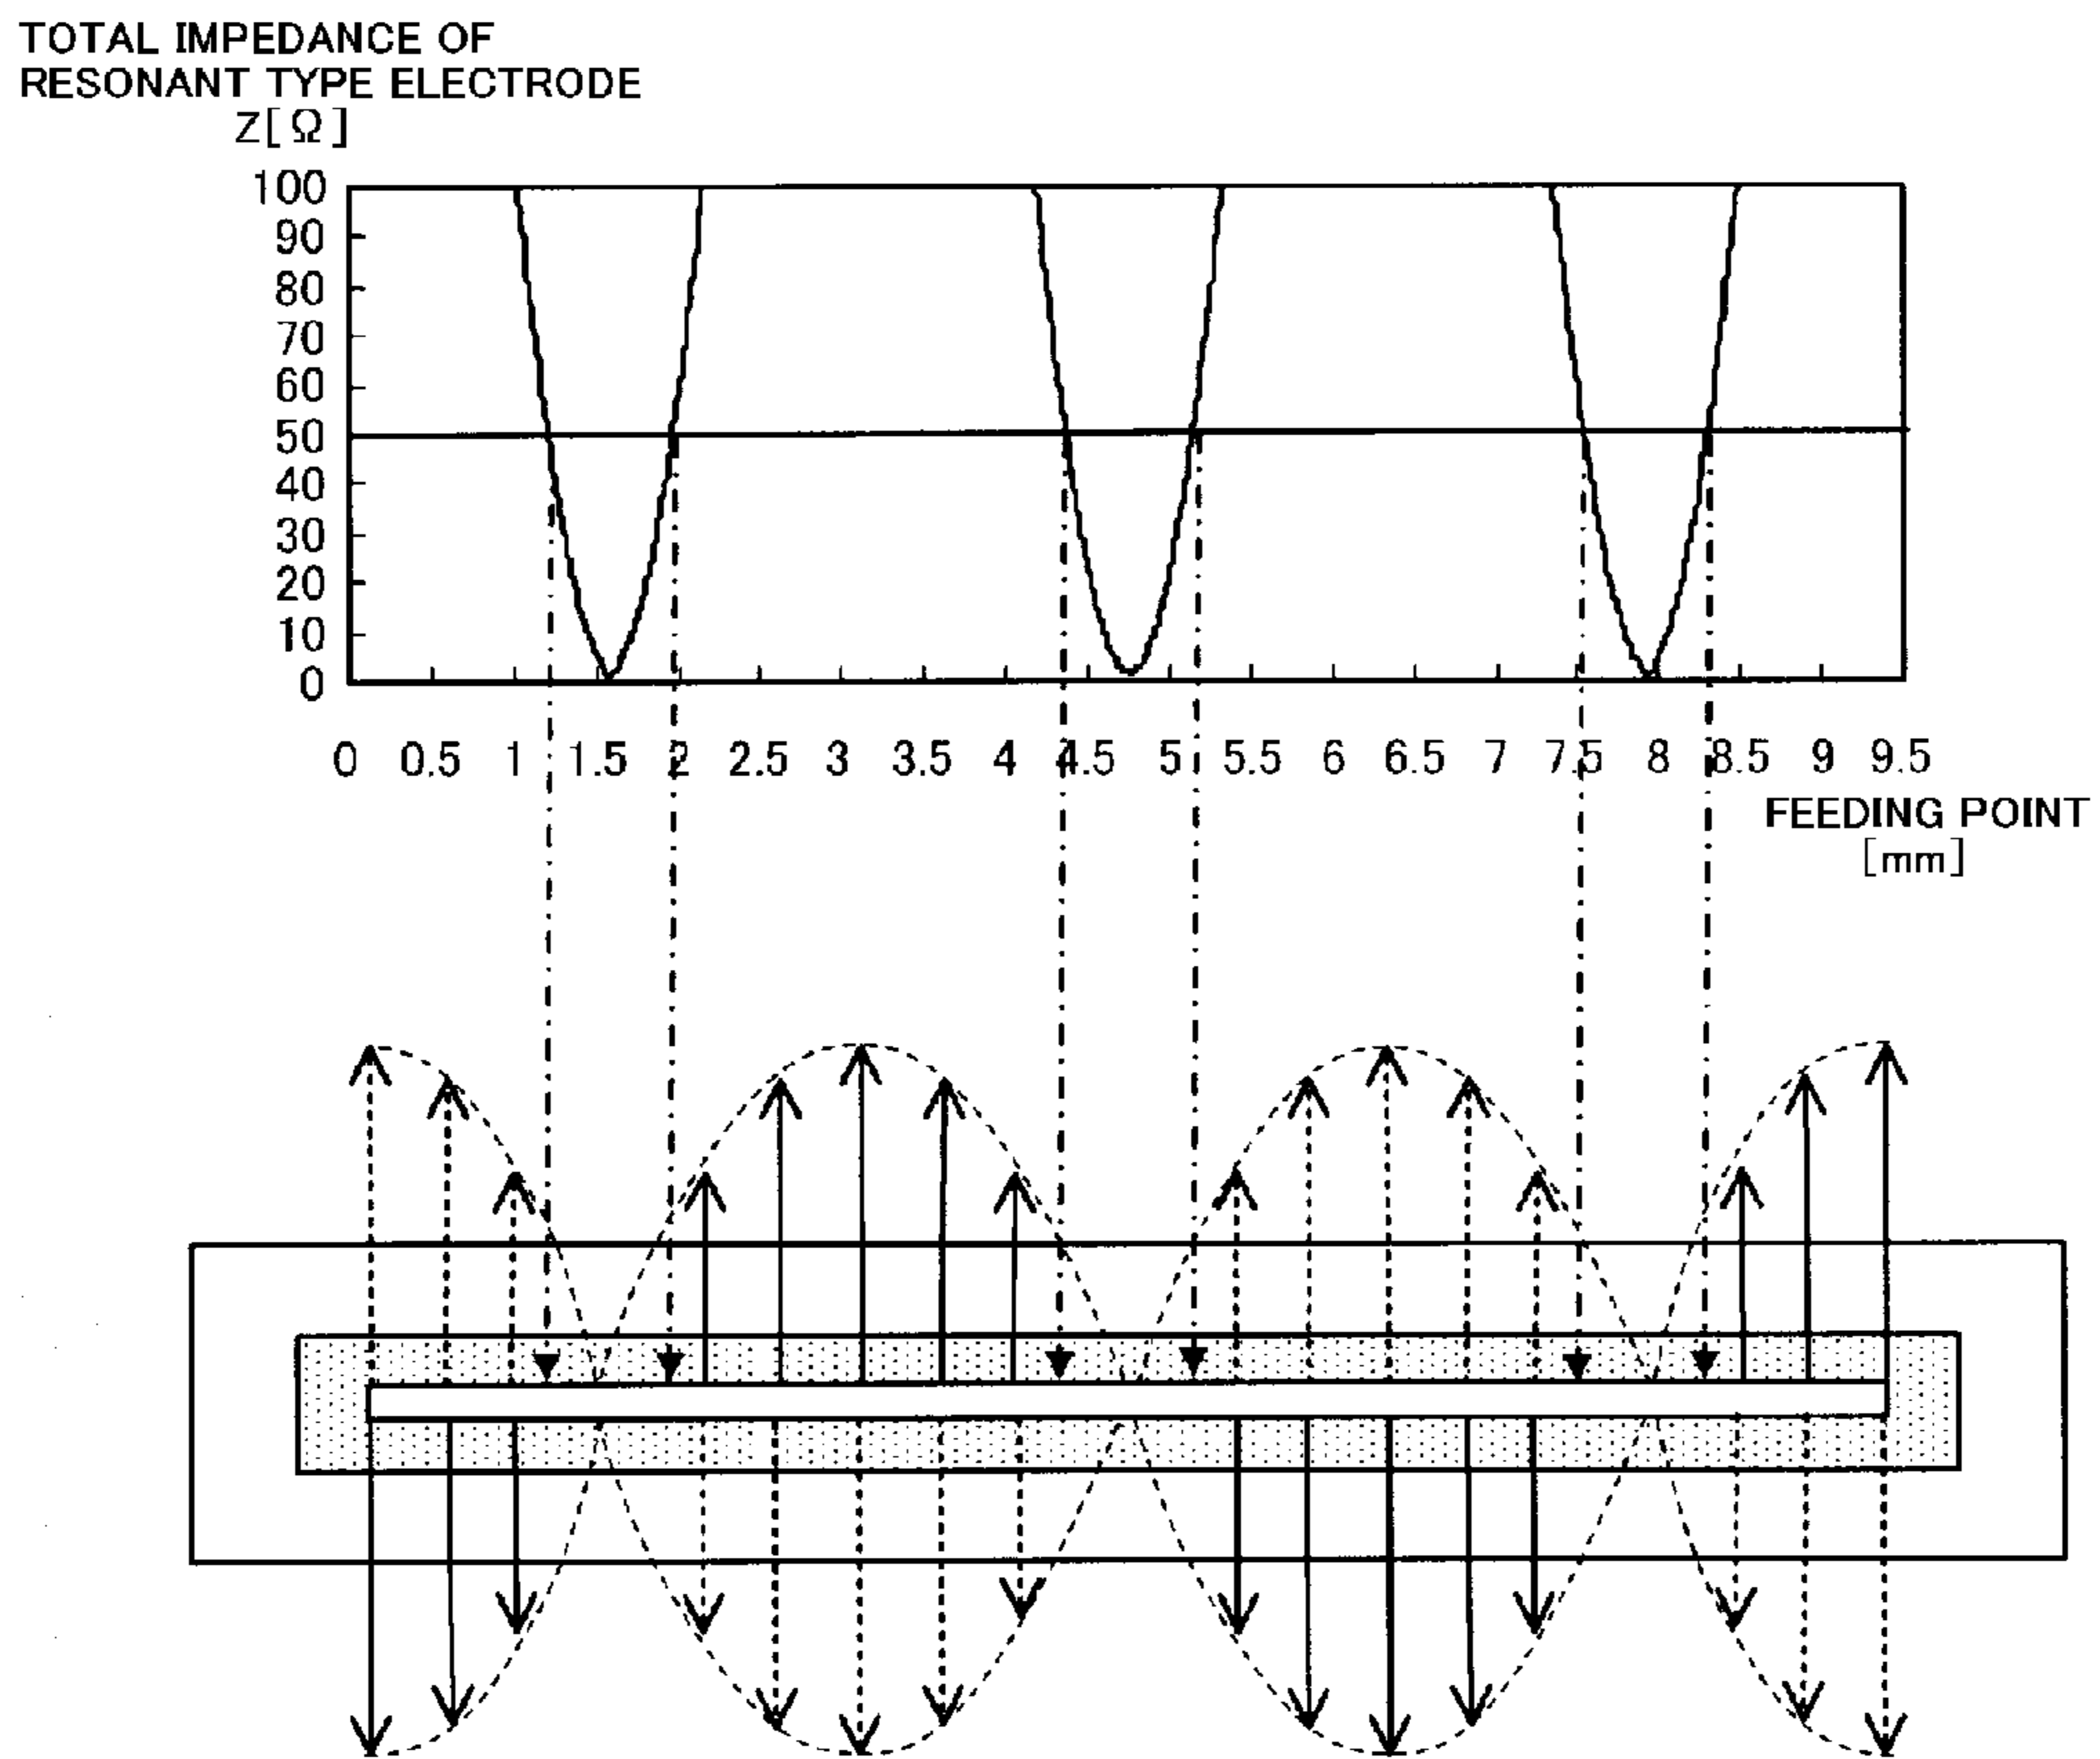 TOTAL IMPEDANCE OF
RESONANT TYPE ELECTRODE
Z[Ω]
100
90
80
70
60
50
40
30
20
10
0
0 0.5 1 1.5 2 2.5 3 3.5 4 4.5 5 5.5 6 6.5 7 7.5 8 8.5 9 9.5
FEEDING POINT
[mm]